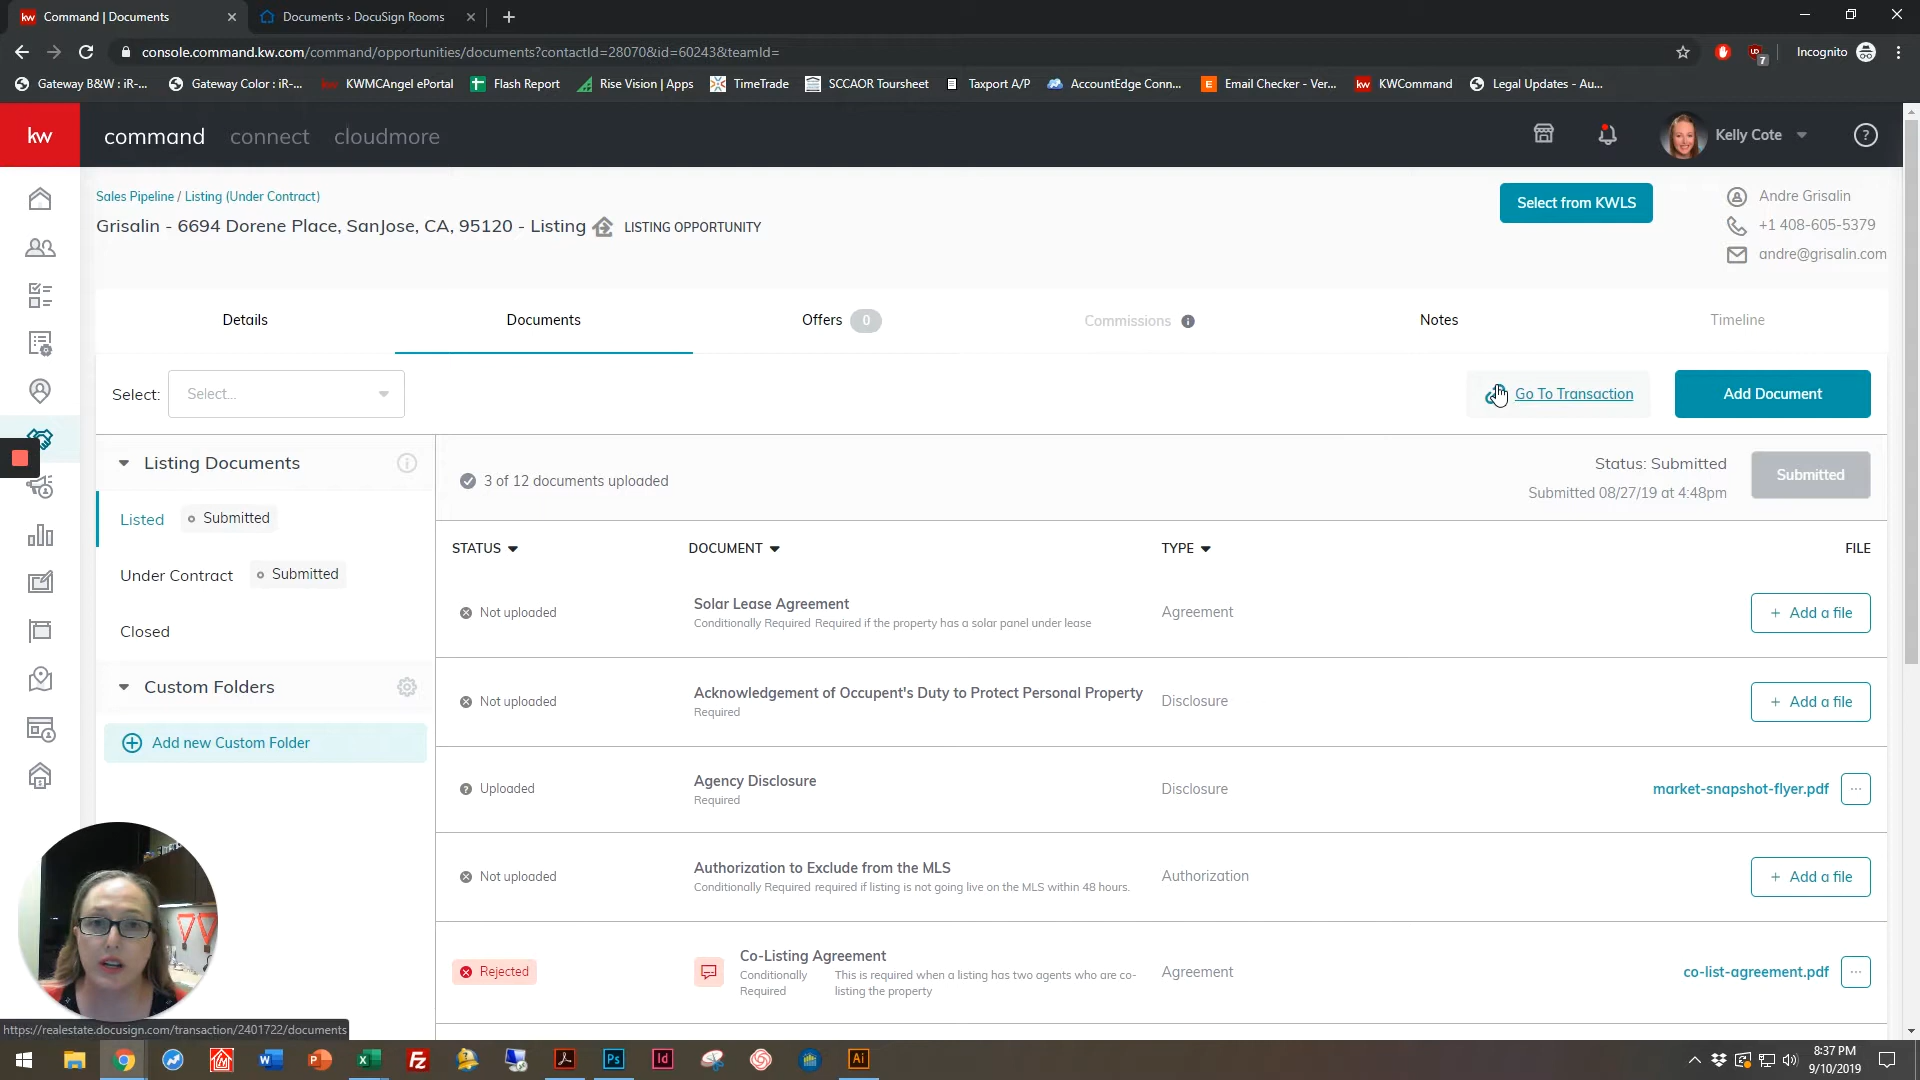 Command | Documents
Documents › DocuSign Rooms
console.command.kw.com/command/opportunities/documents?contactId=28070&id=60243&teamId=
Incognito
Gateway B&W : iR-...
Gateway Color : iR-...
KWMCAngel ePortal
Flash Report
Rise Vision | Apps
TimeTrade
SCCAOR Toursheet
Taxport A/P
AccountEdge Conn...
Email Checker - Ver...
KWCommand
Legal Updates - Au...
kw
command
connect
cloudmore
Kelly Cote
Sales Pipeline / Listing (Under Contract)
Grisalin - 6694 Dorene Place, SanJose, CA, 95120 - Listing
LISTING OPPORTUNITY
Select from KWLS
Andre Grisalin
+1 408-605-5379
andre@grisalin.com
Details
Documents
Offers 0
Commissions
Notes
Timeline
Select:
Select...
Go To Transaction
Add Document
Listing Documents
3 of 12 documents uploaded
Status: Submitted
Submitted 08/27/19 at 4:48pm
Submitted
Listed
Submitted
Under Contract
Submitted
Closed
Custom Folders
Add new Custom Folder
STATUS
DOCUMENT
TYPE
FILE
Not uploaded
Solar Lease Agreement
Conditionally Required Required if the property has a solar panel under lease
Agreement
+ Add a file
Not uploaded
Acknowledgement of Occupent's Duty to Protect Personal Property
Required
Disclosure
+ Add a file
Uploaded
Agency Disclosure
Required
Disclosure
market-snapshot-flyer.pdf
Not uploaded
Authorization to Exclude from the MLS
Conditionally Required required if listing is not going live on the MLS within 48 hours.
Authorization
+ Add a file
Rejected
Co-Listing Agreement
Conditionally Required
This is required when a listing has two agents who are co-
listing the property
Agreement
co-list-agreement.pdf
https://realestate.docusign.com/transaction/2401722/documents
8:37 PM
9/10/2019